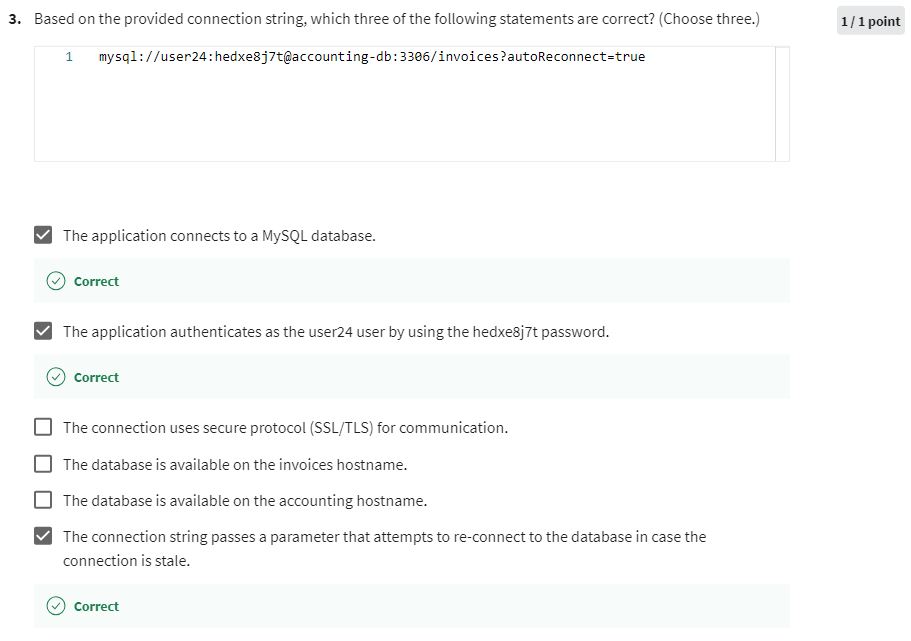 3. Based on the provided connection string, which three of the following statements are correct? (Choose three.)
1/1 point
1 mysql://user24:hedxe8j7t@accounting-db:3306/invoices?autoReconnect=true
The application connects to a MySQL database.
Correct
The application authenticates as the user24 user by using the hedxe8j7t password.
Correct
The connection uses secure protocol (SSL/TLS) for communication.
The database is available on the invoices hostname.
The database is available on the accounting hostname.
The connection string passes a parameter that attempts to re-connect to the database in case the
connection is stale.
Correct